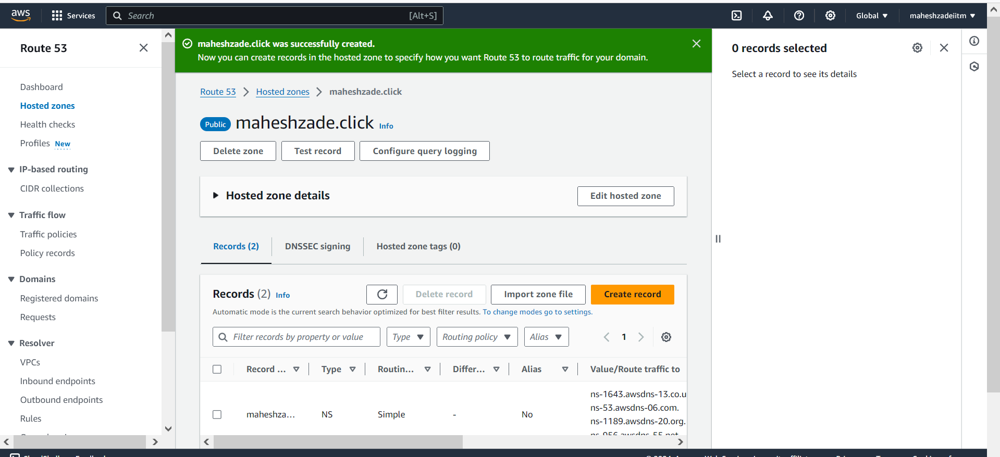 aws
Services
Search
[Alt+S]
Global
maheshzadeiitm
Route 53
Dashboard
Hosted zones
Health checks
Profiles New
IP-based routing
CIDR collections
Traffic flow
Traffic policies
Policy records
Domains
Registered domains
Requests
Resolver
VPCs
Inbound endpoints
Outbound endpoints
Rules
maheshzade.click was successfully created.
Now you can create records in the hosted zone to specify how you want Route 53 to route traffic for your domain.
Route 53 Hosted zones maheshzade.click
Public maheshzade.click Info
Delete zone Test record Configure query logging
Hosted zone details Edit hosted zone
Records (2) DNSSEC signing Hosted zone tags (0)
Records (2) Info Delete record Import zone file Create record
Automatic mode is the current search behavior optimized for best filter results. To change modes go to settings.
Filter records by property or value Type Routing policy Alias 1
Record ... Type Routin... Differ... Alias Value/Route traffic to
maheshza... NS Simple - No
ns-1643.awsdns-13.co.u
ns-53.awsdns-06.com.
ns-1189.awsdns-20.org.
ns-956.awsdns-55.net
0 records selected
Select a record to see its details